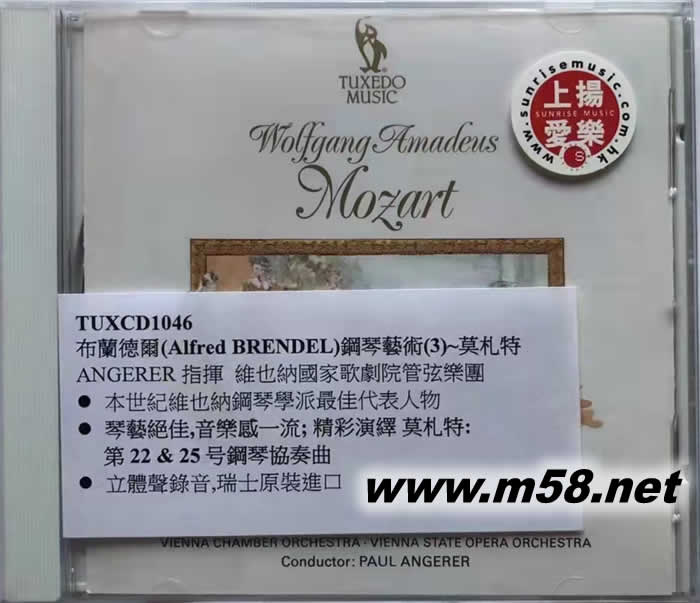 TUXEDO
MUSIC
www.sunrisemusic.com.hk
上揚
SUNRISE MUSIC
愛樂
S
Wolfgang Amadeus
Mozart
TUXCD1046
布蘭德爾(Alfred BRENDEL)鋼琴藝術(3)~莫札特
ANGERER 指揮 維也納國家歌劇院管弦樂團
● 本世紀維也納鋼琴學派最佳代表人物
● 琴藝絕佳,音樂感一流; 精彩演繹 莫札特:
第 22 & 25 号鋼琴協奏曲
● 立體聲錄音,瑞士原裝進口
www.m58.net
VIENNA CHAMBER ORCHESTRA · VIENNA STATE OPERA ORCHESTRA
Conductor: PAUL ANGERER